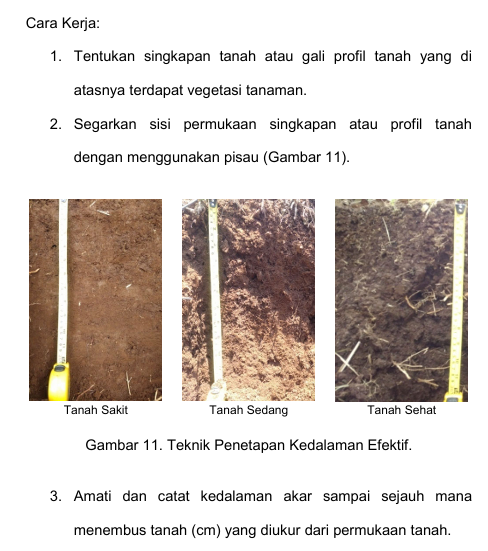 Cara Kerja:
1. Tentukan singkapan tanah atau gali profil tanah yang di
atasnya terdapat vegetasi tanaman.
2. Segarkan sisi permukaan singkapan atau profil tanah
dengan menggunakan pisau (Gambar 11).
Tanah Sakit
Tanah Sedang
Tanah Sehat
Gambar 11. Teknik Penetapan Kedalaman Efektif.
3. Amati dan catat kedalaman akar sampai sejauh mana
menembus tanah (cm) yang diukur dari permukaan tanah.